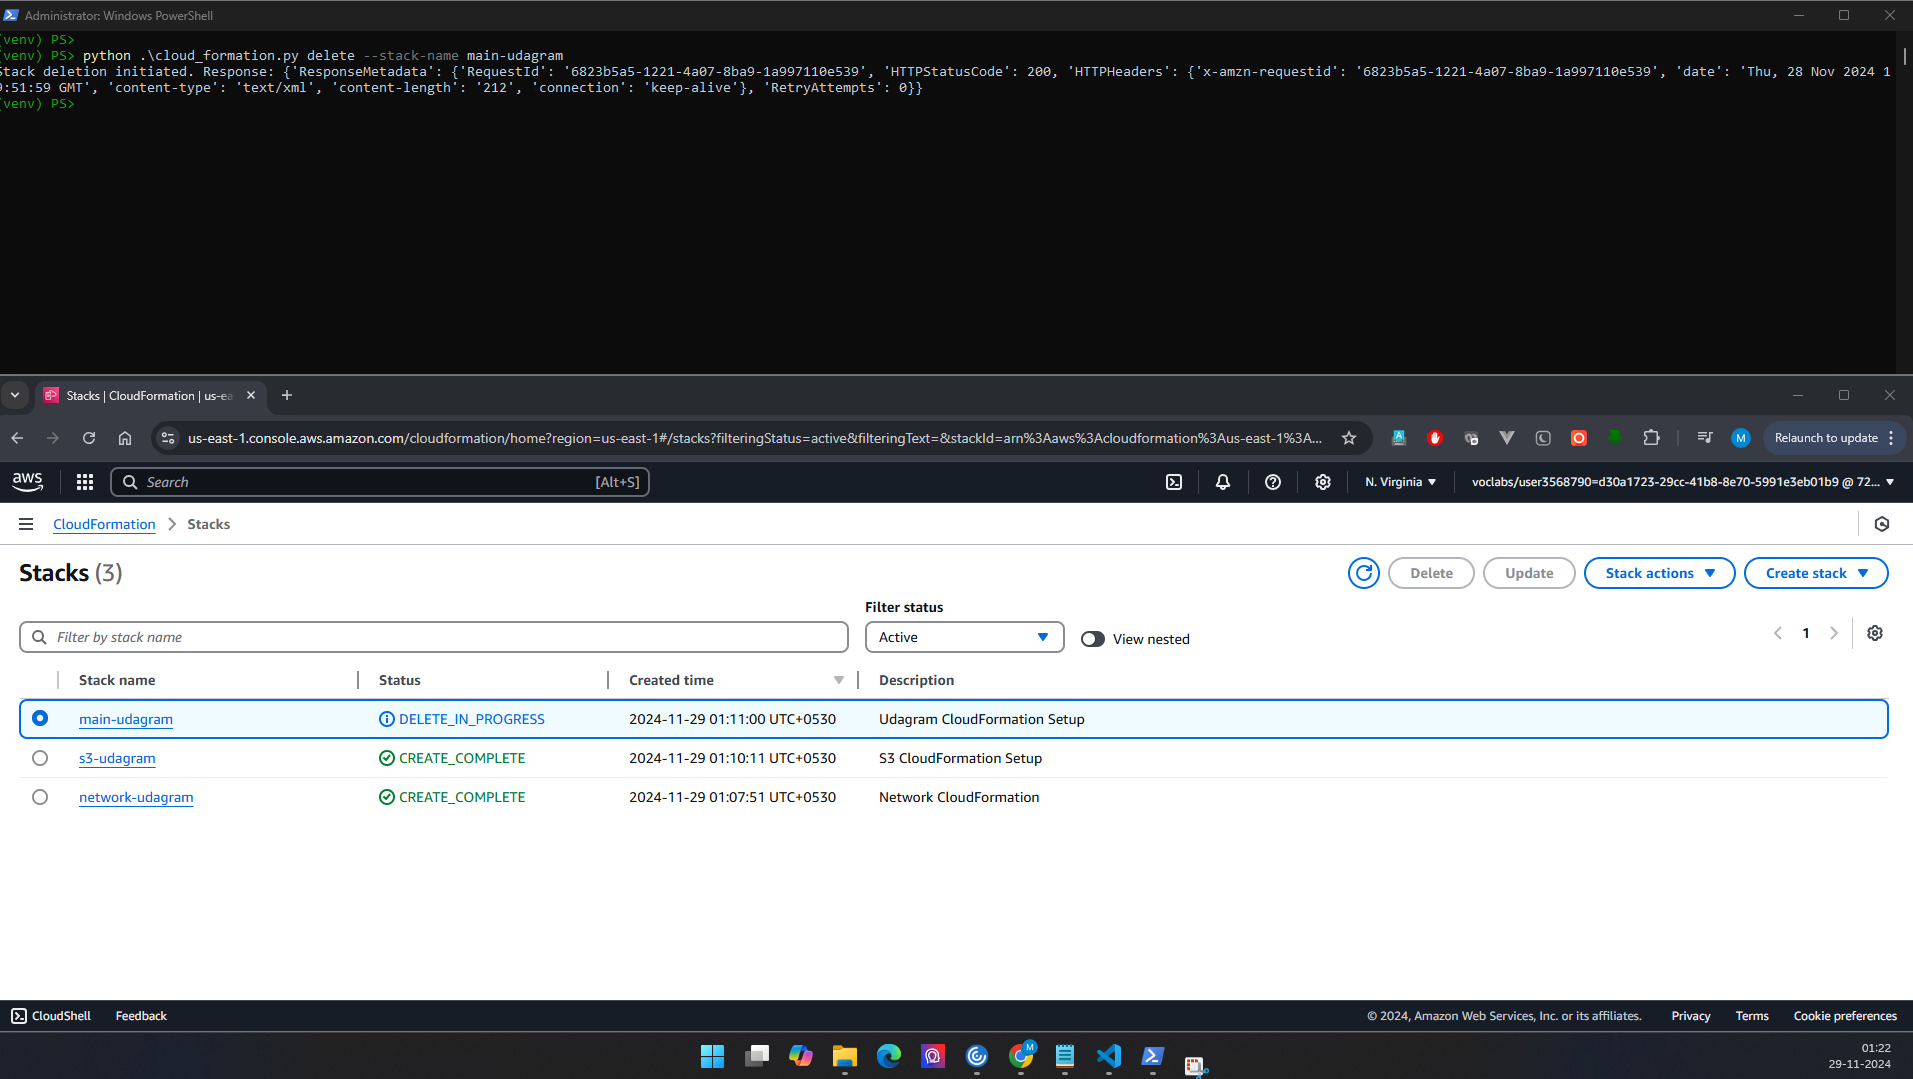 Administrator: Windows PowerShell
(venv) PS>
(venv) PS> python .\cloud_formation.py delete --stack-name main-udagram
Stack deletion initiated. Response: {'ResponseMetadata': {'RequestId': '6823b5a5-1221-4a07-8ba9-1a997110e539', 'HTTPStatusCode': 200, 'HTTPHeaders': {'x-amzn-requestid': '6823b5a5-1221-4a07-8ba9-1a997110e539', 'date': 'Thu, 28 Nov 2024 1
9:51:59 GMT', 'content-type': 'text/xml', 'content-length': '212', 'connection': 'keep-alive'}, 'RetryAttempts': 0}}
(venv) PS>
Stacks | CloudFormation | us-ea
us-east-1.console.aws.amazon.com/cloudformation/home?region=us-east-1#/stacks?filteringStatus=active&filteringText=&stackId=arn%3Aaws%3Acloudformation%3Aus-east-1%3A...
M
Relaunch to update
aws
Search
[Alt+S]
N. Virginia
voclabs/user3568790=d30a1723-29cc-41b8-8e70-5991e3eb01b9 @ 72...
CloudFormation > Stacks
Stacks (3)
Delete
Update
Stack actions
Create stack
Filter status
Filter by stack name
Active
View nested
1
Stack name Status Created time Description
main-udagram DELETE_IN_PROGRESS 2024-11-29 01:11:00 UTC+0530 Udagram CloudFormation Setup
s3-udagram CREATE_COMPLETE 2024-11-29 01:10:11 UTC+0530 S3 CloudFormation Setup
network-udagram CREATE_COMPLETE 2024-11-29 01:07:51 UTC+0530 Network CloudFormation
CloudShell Feedback
© 2024, Amazon Web Services, Inc. or its affiliates. Privacy Terms Cookie preferences
M
01:22
29-11-2024